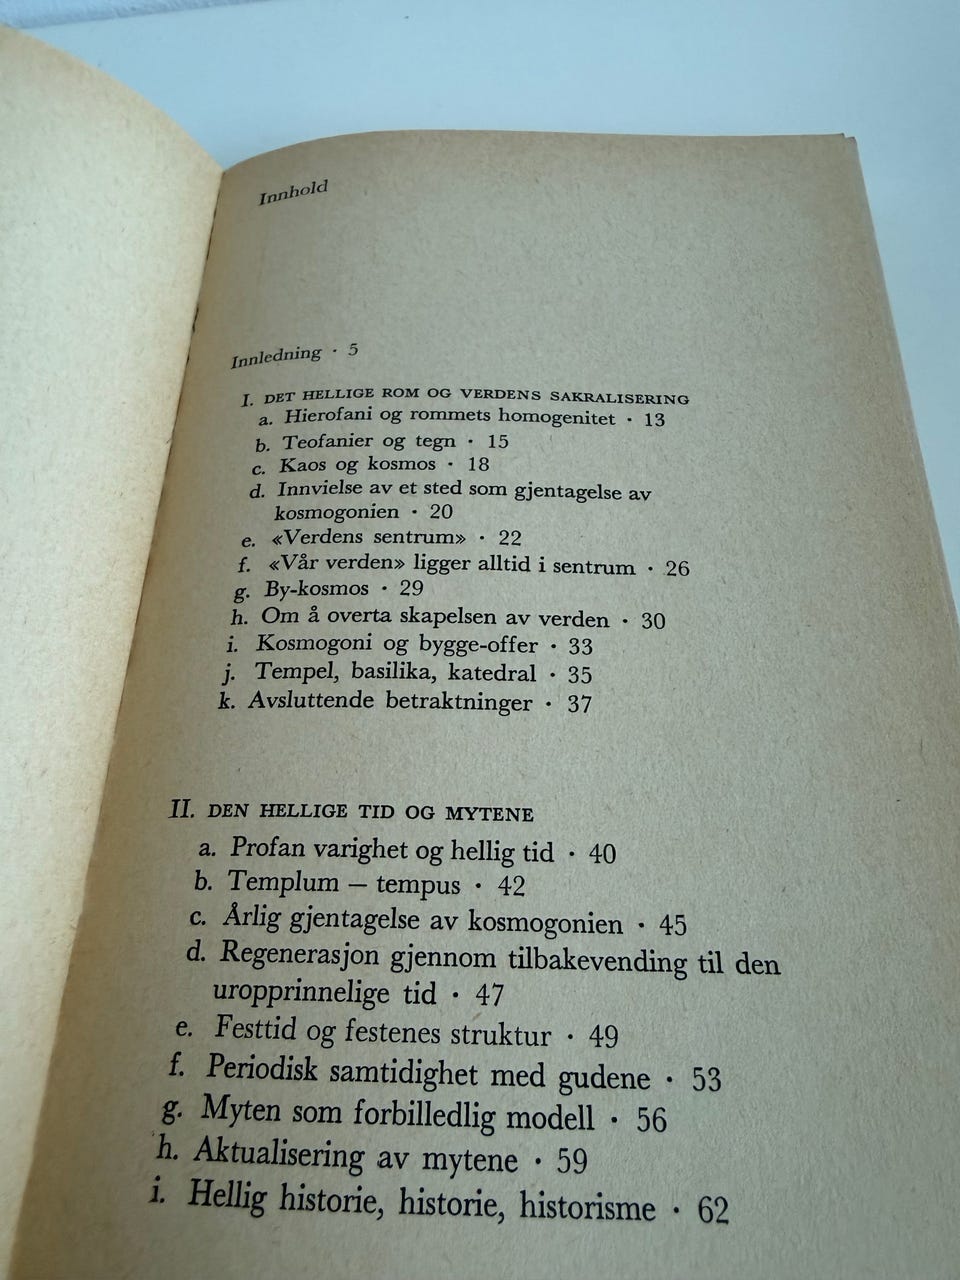 Innhold
Innledning · 5
I. DET HELLIGE ROM OG VERDENS SAKRALISERING
a. Hierofani og rommets homogenitet · 13
b. Teofanier og tegn · 15
c. Kaos og kosmos · 18
d. Innvielse av et sted som gjentagelse av
kosmogonien · 20
e. «Verdens sentrum» · 22
f. «Vår verden» ligger alltid i sentrum · 26
g. By-kosmos · 29
h. Om å overta skapelsen av verden · 30
i. Kosmogoni og bygge-offer · 33
j. Tempel, basilika, katedral · 35
k. Avsluttende betraktninger · 37
II. DEN HELLIGE TID OG MYTENE
a. Profan varighet og hellig tid · 40
b. Templum – tempus · 42
c. Årlig gjentagelse av kosmogonien · 45
d. Regenerasjon gjennom tilbakevending til den
uropprinnelige tid · 47
e. Festtid og festenes struktur · 49
f. Periodisk samtidighet med gudene · 53
g. Myten som forbilledlig modell · 56
h. Aktualisering av mytene · 59
i. Hellig historie, historie, historisme · 62